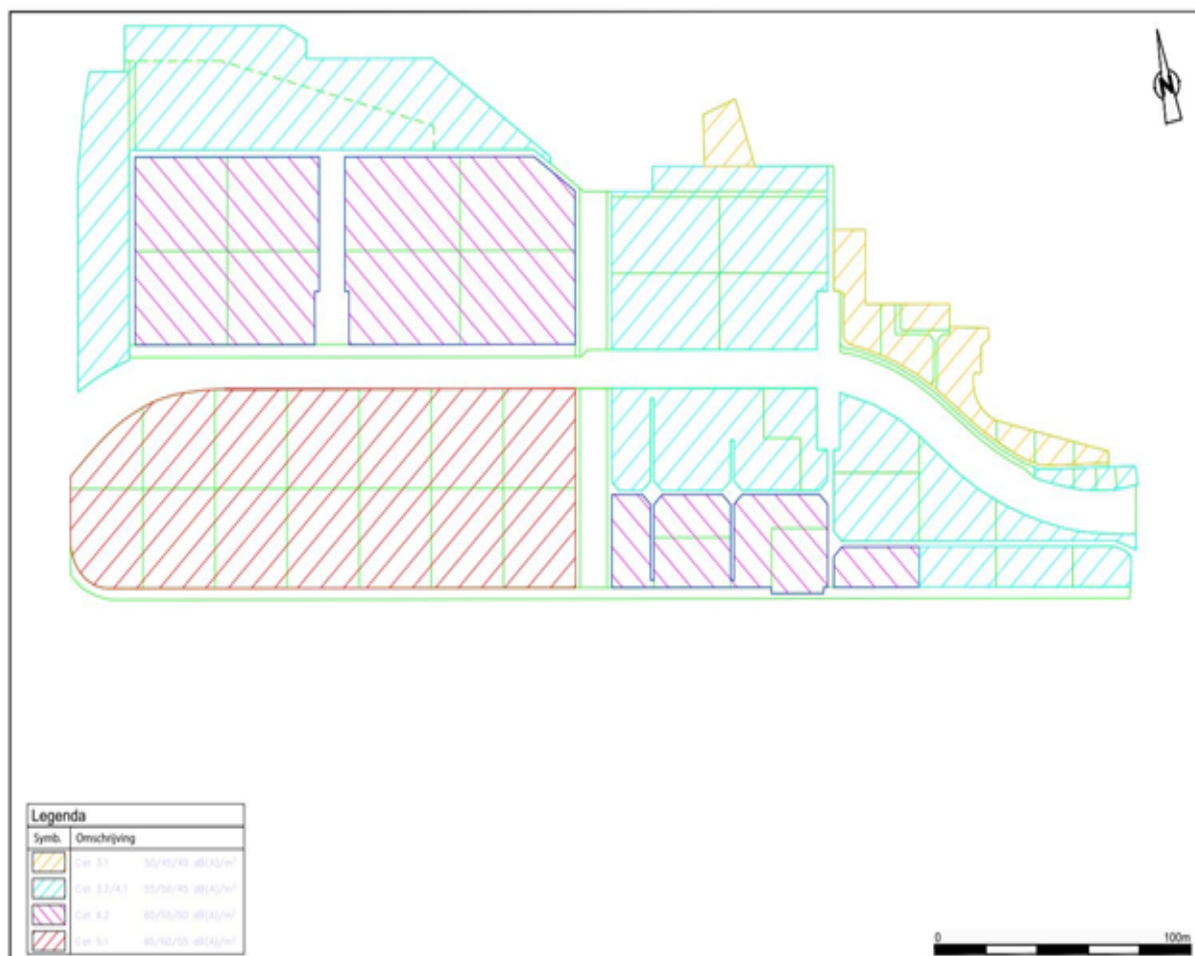 N
Legenda
Symb. Omschrijving
Cat 3.1 50/45/40 dB(A)/m²
Cat 3.2/4.1 55/50/45 dB(A)/m²
Cat 4.2 60/55/50 dB(A)/m²
Cat 5.1 65/60/55 dB(A)/m²
0 100m